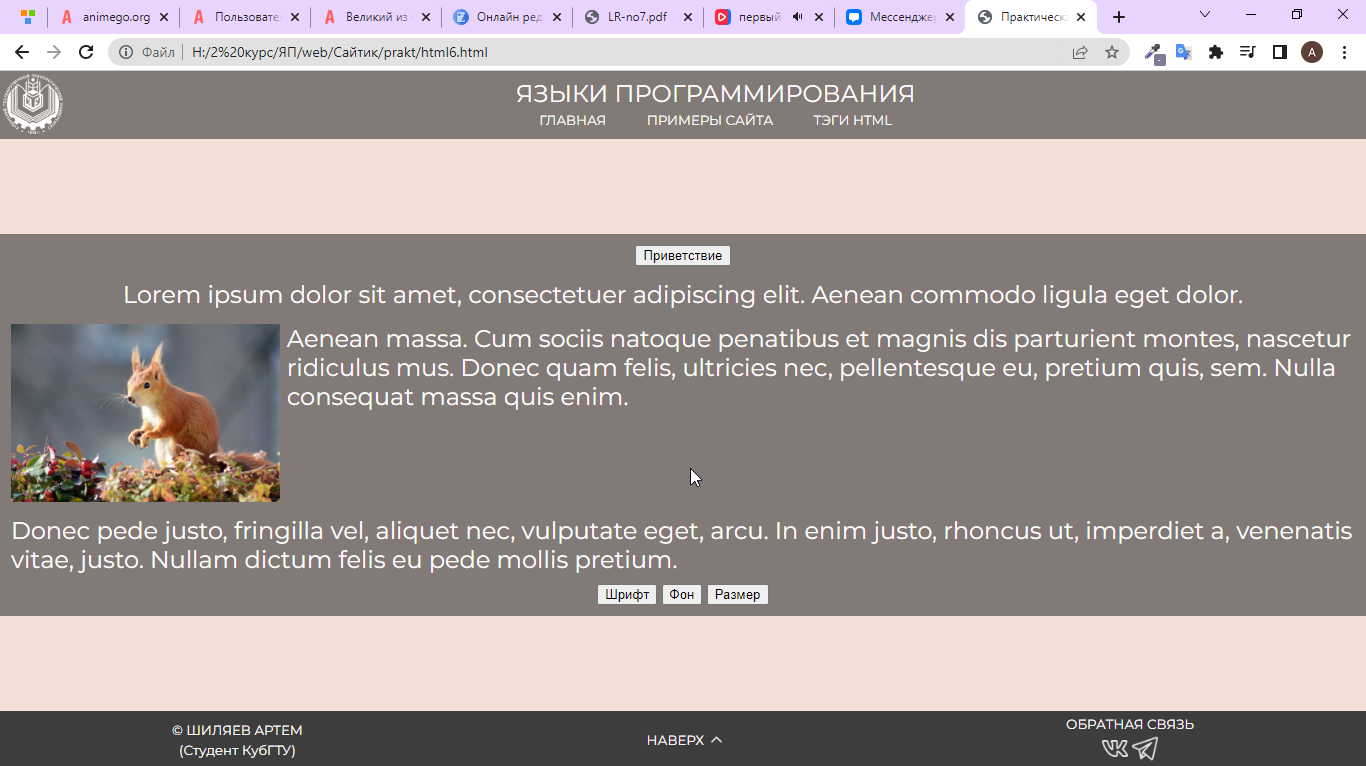 animego.org
Пользовате
Великий из
Онлайн ред
LR-no7.pdf
первый
Мессендже
Практическ
Файл
H:/2%20курс/ЯП/web/Сайтик/prakt/html6.html
A
ЯЗЫКИ ПРОГРАММИРОВАНИЯ
ГЛАВНАЯ ПРИМЕРЫ САЙТА ТЭГИ HTML
Приветствие
Lorem ipsum dolor sit amet, consectetuer adipiscing elit. Aenean commodo ligula eget dolor.
Aenean massa. Cum sociis natoque penatibus et magnis dis parturient montes, nascetur
ridiculus mus. Donec quam felis, ultricies nec, pellentesque eu, pretium quis, sem. Nulla
consequat massa quis enim.
Donec pede justo, fringilla vel, aliquet nec, vulputate eget, arcu. In enim justo, rhoncus ut, imperdiet a, venenatis
vitae, justo. Nullam dictum felis eu pede mollis pretium.
Шрифт Фон Размер
© ШИЛЯЕВ АРТЕМ
(Студент КубГТУ)
НАВЕРХ
ОБРАТНАЯ СВЯЗЬ